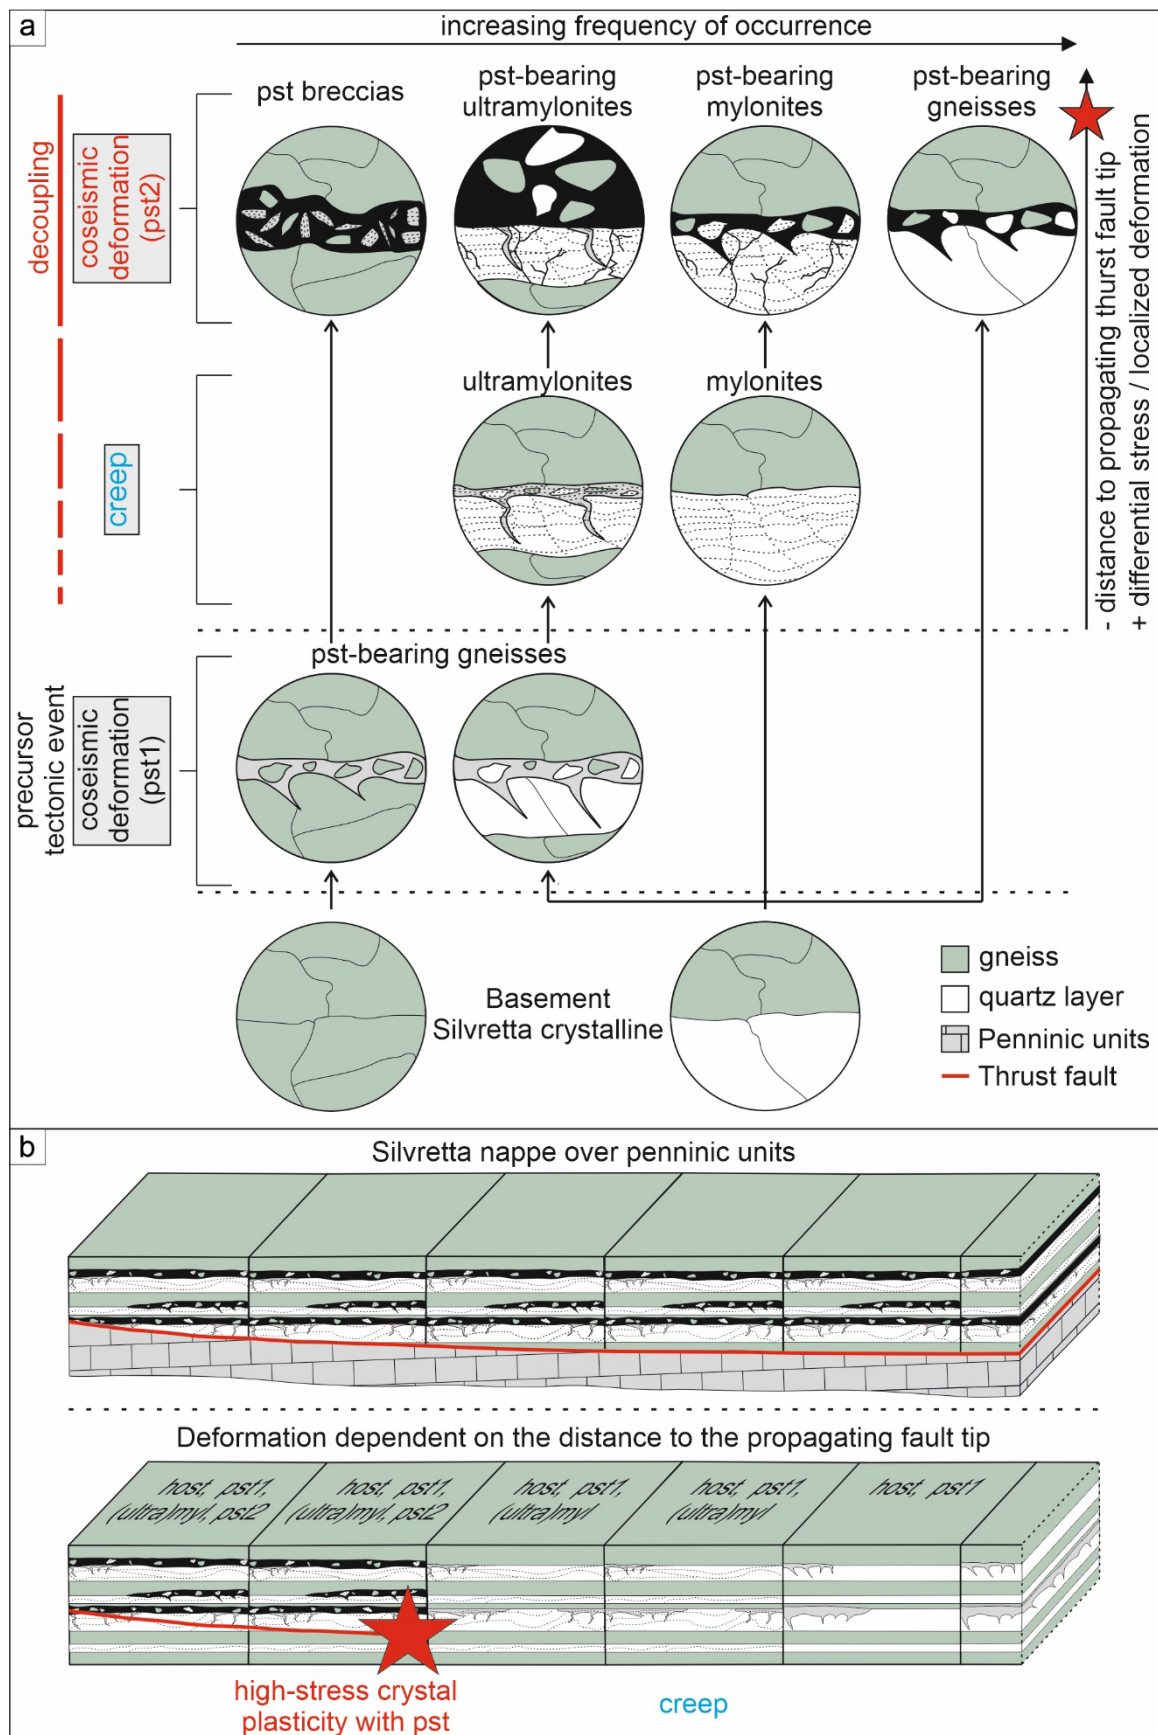 a
increasing frequency of occurrence
pst breccias
pst-bearing
ultramylonites
pst-bearing
mylonites
pst-bearing
gneisses
decoupling
coseismic
deformation
(pst2)
- distance to propagating thurst fault tip
+ differential stress / localized deformation
ultramylonites
mylonites
creep
pst-bearing gneisses
precursor
tectonic event
coseismic
deformation
(pst1)
Basement
Silvretta crystalline
gneiss
quartz layer
Penninic units
Thrust fault
b
Silvretta nappe over penninic units
Deformation dependent on the distance to the propagating fault tip
host, pst1,
(ultra)myl, pst2
host, pst1,
(ultra)myl, pst2
host, pst1,
(ultra)myl
host, pst1,
(ultra)myl
host, pst1
high-stress crystal
plasticity with pst
creep